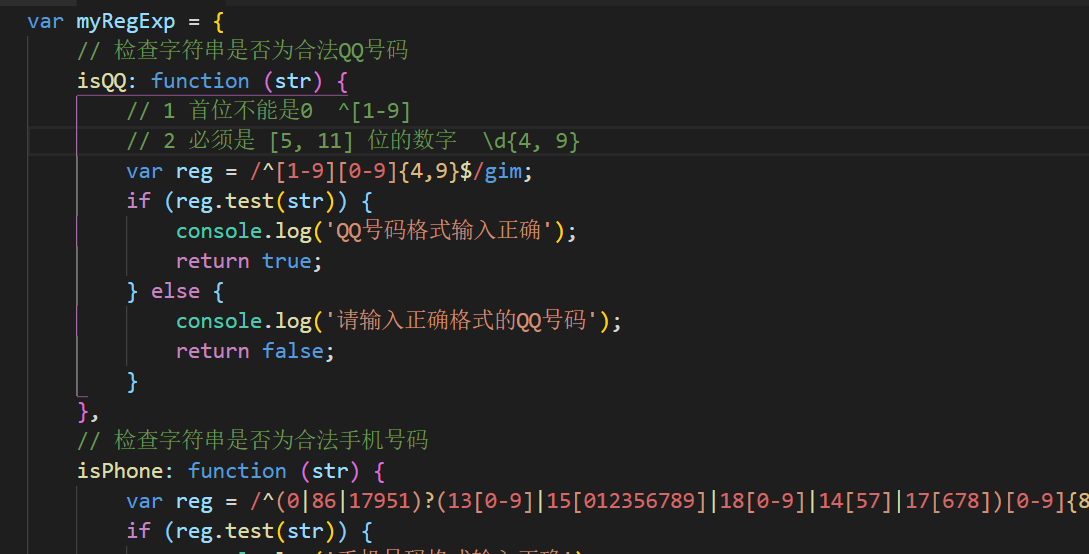 var myRegExp = {
// 检查字符串是否为合法QQ号码
isQQ: function (str) {
// 1 首位不能是0  ^[1-9]
// 2 必须是 [5, 11] 位的数字  \d{4, 9}
var reg = /^[1-9][0-9]{4,9}$/gim;
if (reg.test(str)) {
console.log('QQ号码格式输入正确');
return true;
} else {
console.log('请输入正确格式的QQ号码');
return false;
}
},
// 检查字符串是否为合法手机号码
isPhone: function (str) {
var reg = /^(0|86|17951)?(13[0-9]|15[012356789]|18[0-9]|14[57]|17[678])[0-9]{8
if (reg.test(str)) {